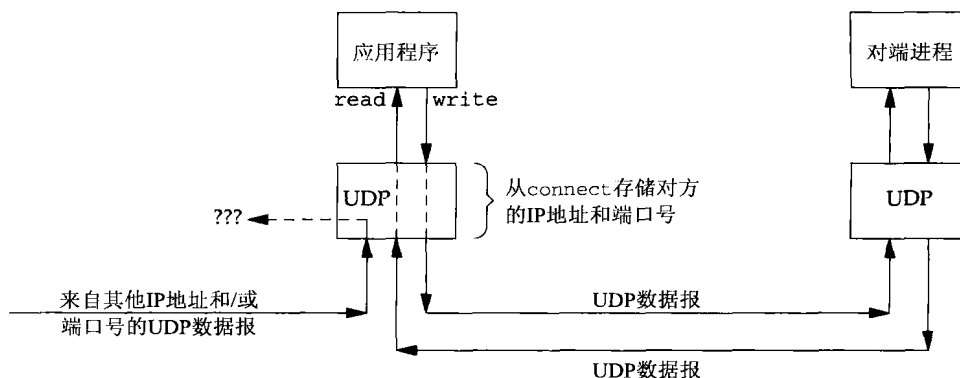 应用程序
对端进程
read
write
UDP
从connect存储对方
的IP地址和端口号
UDP
???
来自其他IP地址和/或
端口号的UDP数据报
UDP数据报
UDP数据报